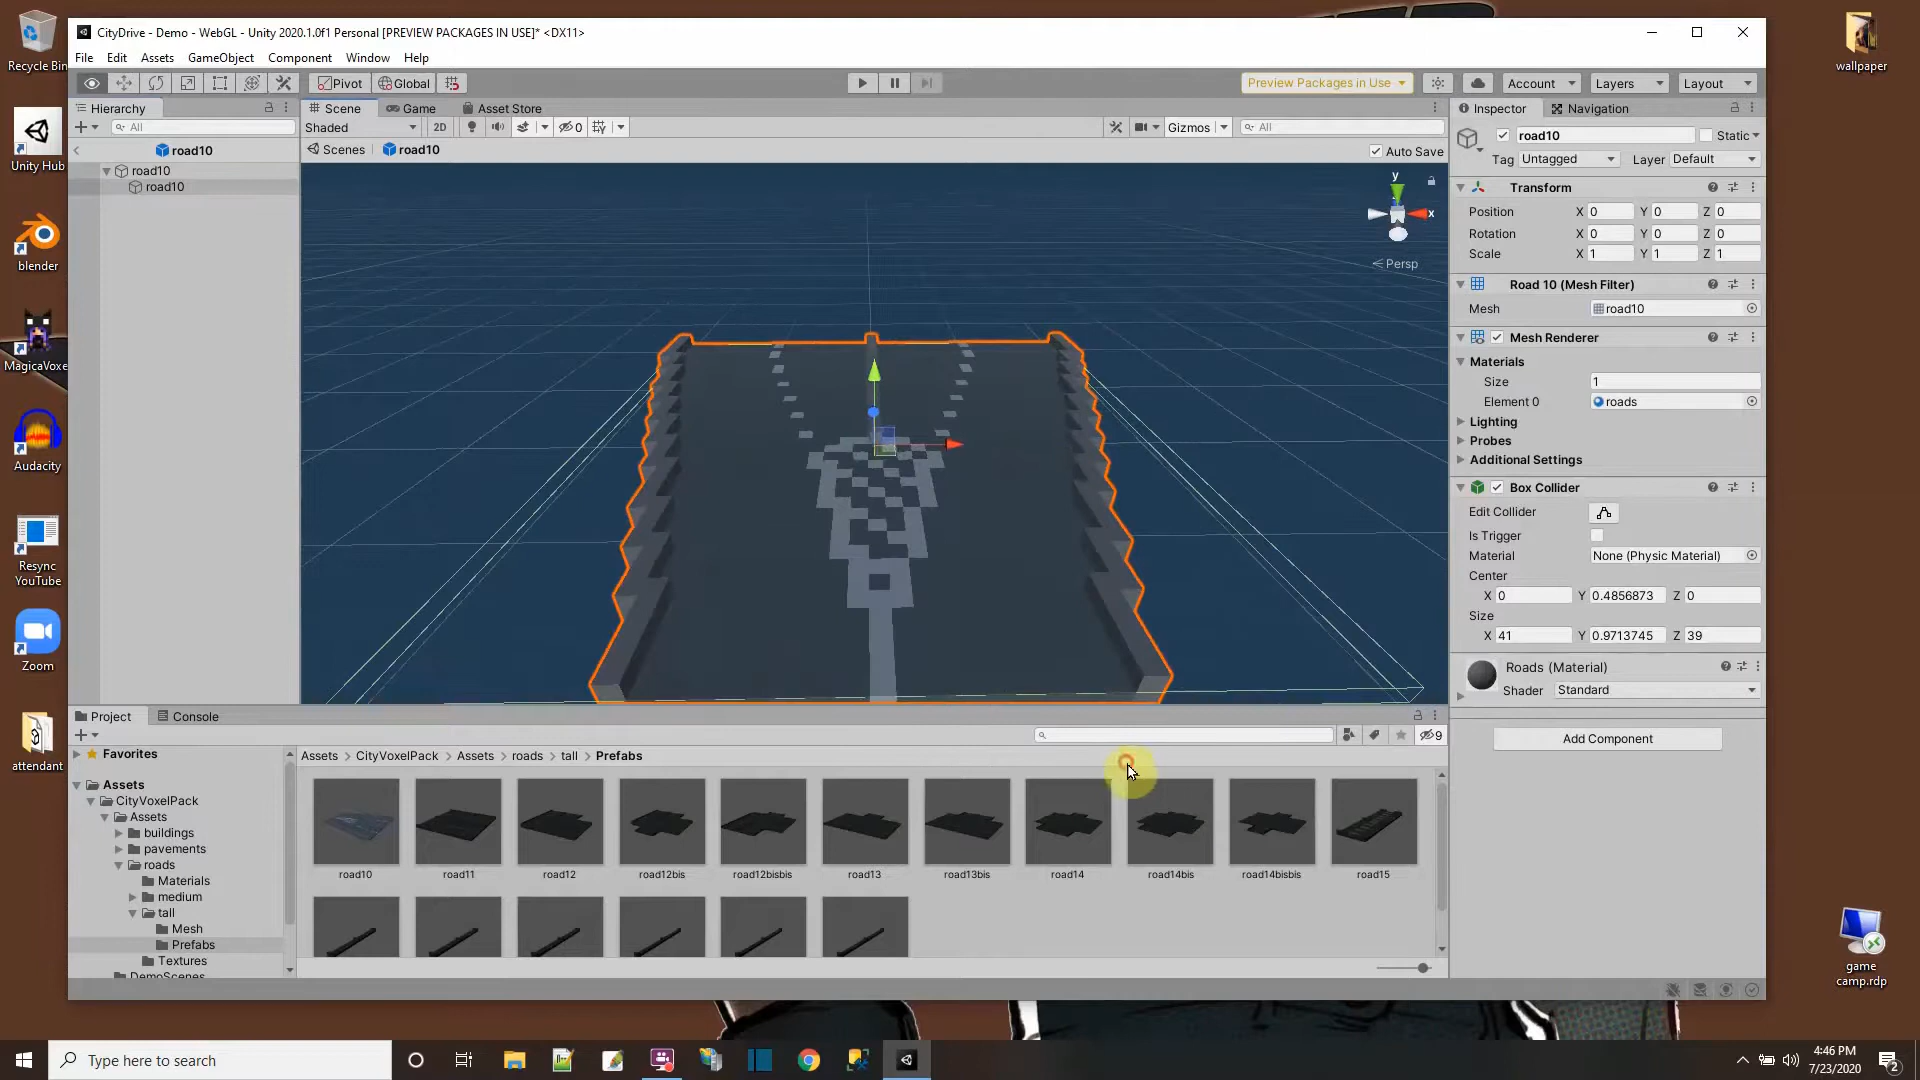 Recycle Bin
CityDrive - Demo - WebGL - Unity 2020.1.0f1 Personal [PREVIEW PACKAGES IN USE]* <DX11>
File Edit Assets GameObject Component Window Help
Pivot Global Preview Packages in Use Account Layers Layout
Hierarchy Scene Game Asset Store Inspector Navigation
All Shaded 2D 0 Gizmos All
road10 Static
road10 Scenes road10 Auto Save
Tag Untagged Layer Default
road10
road10
Transform
Position X 0 Y 0 Z 0
Rotation X 0 Y 0 Z 0
Scale X 1 Y 1 Z 1
y
x
Persp
Road 10 (Mesh Filter)
Mesh road10
Mesh Renderer
Materials
Size 1
Element 0 roads
Lighting
Probes
Additional Settings
Box Collider
Edit Collider
Is Trigger
Material None (Physic Material)
Center
X 0 Y 0.4856873 Z 0
Size
X 41 Y 0.9713745 Z 39
Roads (Material)
Shader Standard
Add Component
Project Console
9
Favorites
Assets > CityVoxelPack > Assets > roads > tall > Prefabs
Assets
CityVoxelPack
Assets
buildings
pavements
roads
Materials
medium
tall
Mesh
Prefabs
Textures
DemoScenes
road10 road11 road12 road12bis road12bisbis road13 road13bis road14 road14bis road14bisbis road15
Unity Hub
blender
MagicaVoxe
Audacity
Resync
YouTube
Zoom
attendant
wallpaper
game
camp.rdp
Type here to search
4:46 PM
7/23/2020
2